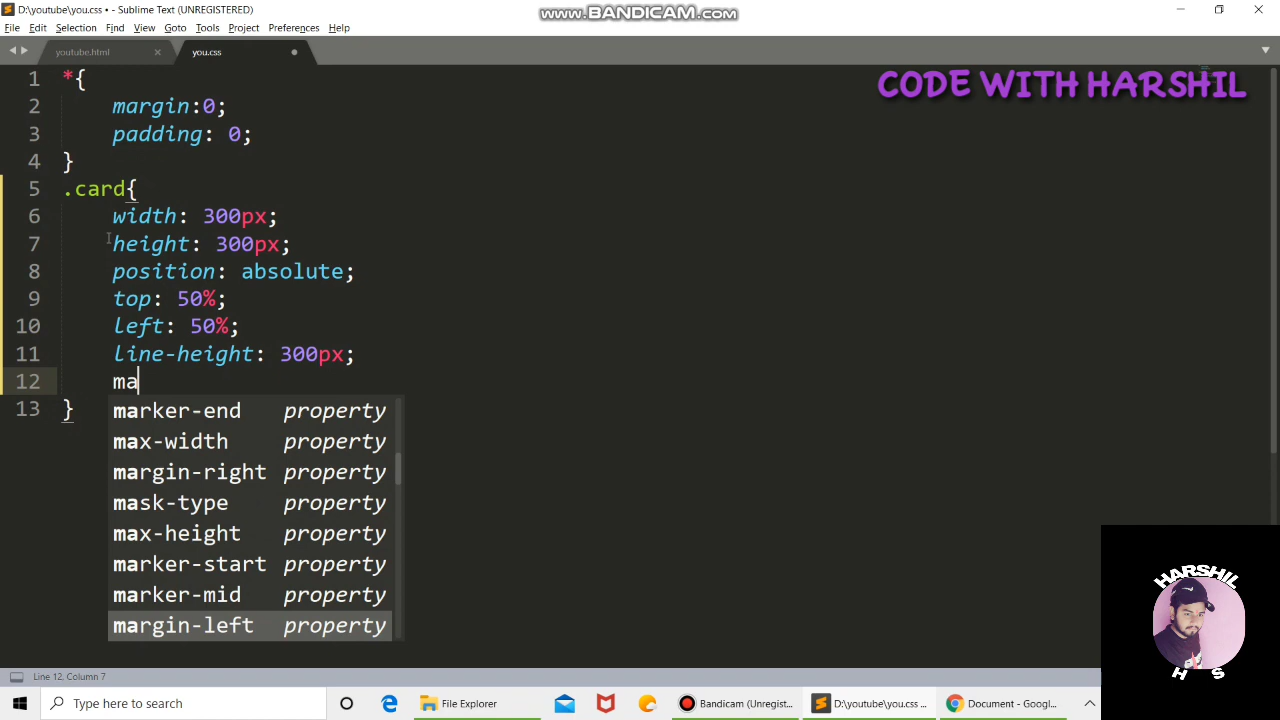 D:\youtube\you.css • - Sublime Text (UNREGISTERED)
www.BANDICAM.com
File Edit Selection Find View Goto Tools Project Preferences Help
youtube.html × you.css
CODE WITH HARSHIL
1 *{
2 margin:0;
3 padding: 0;
4 }
5 .card{
6 width: 300px;
7 height: 300px;
8 position: absolute;
9 top: 50%;
10 left: 50%;
11 line-height: 300px;
12 ma
13 }
marker-end property
max-width property
margin-right property
mask-type property
max-height property
marker-start property
marker-mid property
margin-left property
HARSHIL
H S
Line 12, Column 7
Type here to search
File Explorer
Bandicam (Unregist...
D:\youtube\you.css ...
Document - Googl...